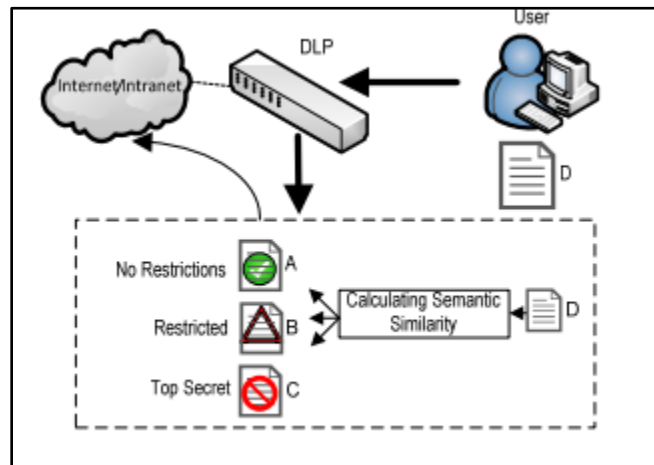 User
DLP
Internet/Intranet
D
No Restrictions
A
Calculating Semantic
Similarity
D
Restricted
B
Top Secret
C